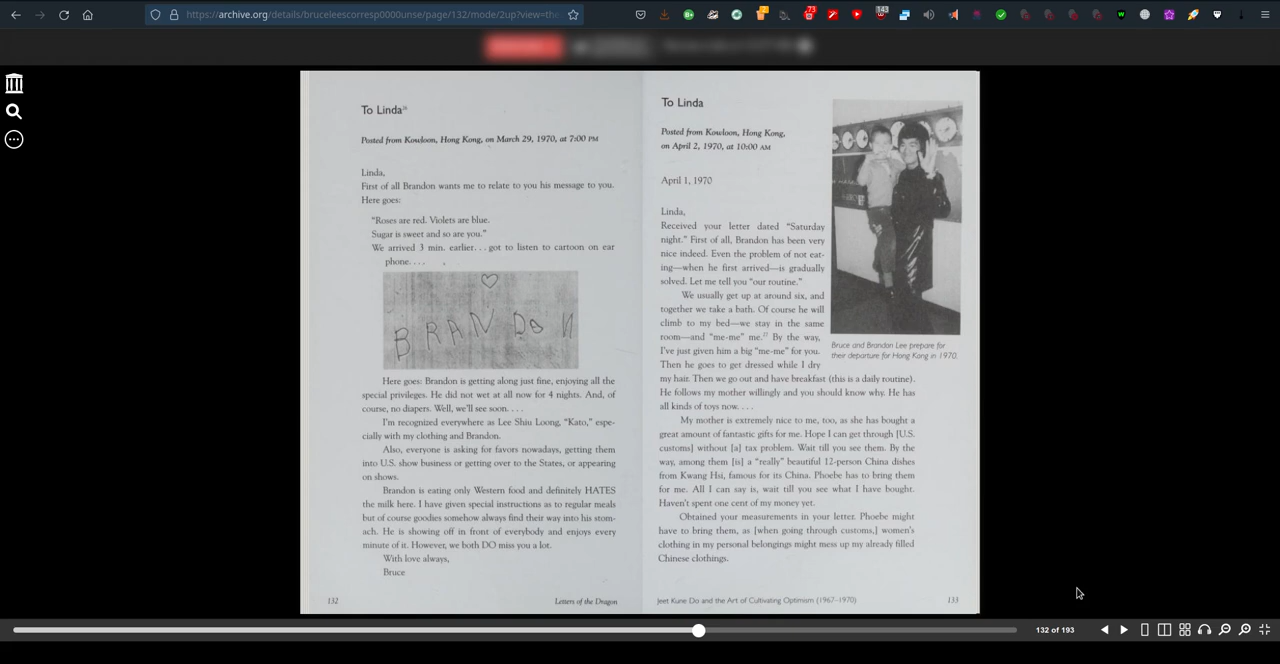 https://archive.org/details/bruceleescorresp0000unse/page/132/mode/2up?view=the
73
143
To Linda²⁶
Posted from Kowloon, Hong Kong, on March 29, 1970, at 7:00 PM
Linda,
First of all Brandon wants me to relate to you his message to you.
Here goes:
"Roses are red. Violets are blue.
Sugar is sweet and so are you."
We arrived 3 min. earlier. . . got to listen to cartoon on ear
phone. . . .
BRANDON
Here goes: Brandon is getting along just fine, enjoying all the
special privileges. He did not wet at all now for 4 nights. And, of
course, no diapers. Well, we'll see soon. . . .
I'm recognized everywhere as Lee Shiu Loong, "Kato," espe-
cially with my clothing and Brandon.
Also, everyone is asking for favors nowadays, getting them
into U.S. show business or getting over to the States, or appearing
on shows.
Brandon is eating only Western food and definitely HATES
the milk here. I have given special instructions as to regular meals
but of course goodies somehow always find their way into his stom-
ach. He is showing off in front of everybody and enjoys every
minute of it. However, we both DO miss you a lot.
With love always,
Bruce
132
Letters of the Dragon
To Linda
Posted from Kowloon, Hong Kong,
on April 2, 1970, at 10:00 AM
April 1, 1970
Linda,
Received your letter dated "Saturday
night." First of all, Brandon has been very
nice indeed. Even the problem of not eat-
ing—when he first arrived—is gradually
solved. Let me tell you "our routine."
We usually get up at around six, and
together we take a bath. Of course he will
climb to my bed—we stay in the same
room—and "me-me" me.²⁷ By the way,
I've just given him a big "me-me" for you.
Then he goes to get dressed while I dry
my hair. Then we go out and have breakfast (this is a daily routine).
He follows my mother willingly and you should know why. He has
all kinds of toys now. . . .
My mother is extremely nice to me, too, as she has bought a
great amount of fantastic gifts for me. Hope I can get through [U.S.
customs] without [a] tax problem. Wait till you see them. By the
way, among them [is] a "really" beautiful 12-person China dishes
from Kwang Hsi, famous for its China. Phoebe has to bring them
for me. All I can say is, wait till you see what I have bought.
Haven't spent one cent of my money yet.
Obtained your measurements in your letter. Phoebe might
have to bring them, as [when going through customs,] women's
clothing in my personal belongings might mess up my already filled
Chinese clothings.
Bruce and Brandon Lee prepare for
their departure for Hong Kong in 1970.
Jeet Kune Do and the Art of Cultivating Optimism (1967–1970)
133
132 of 193